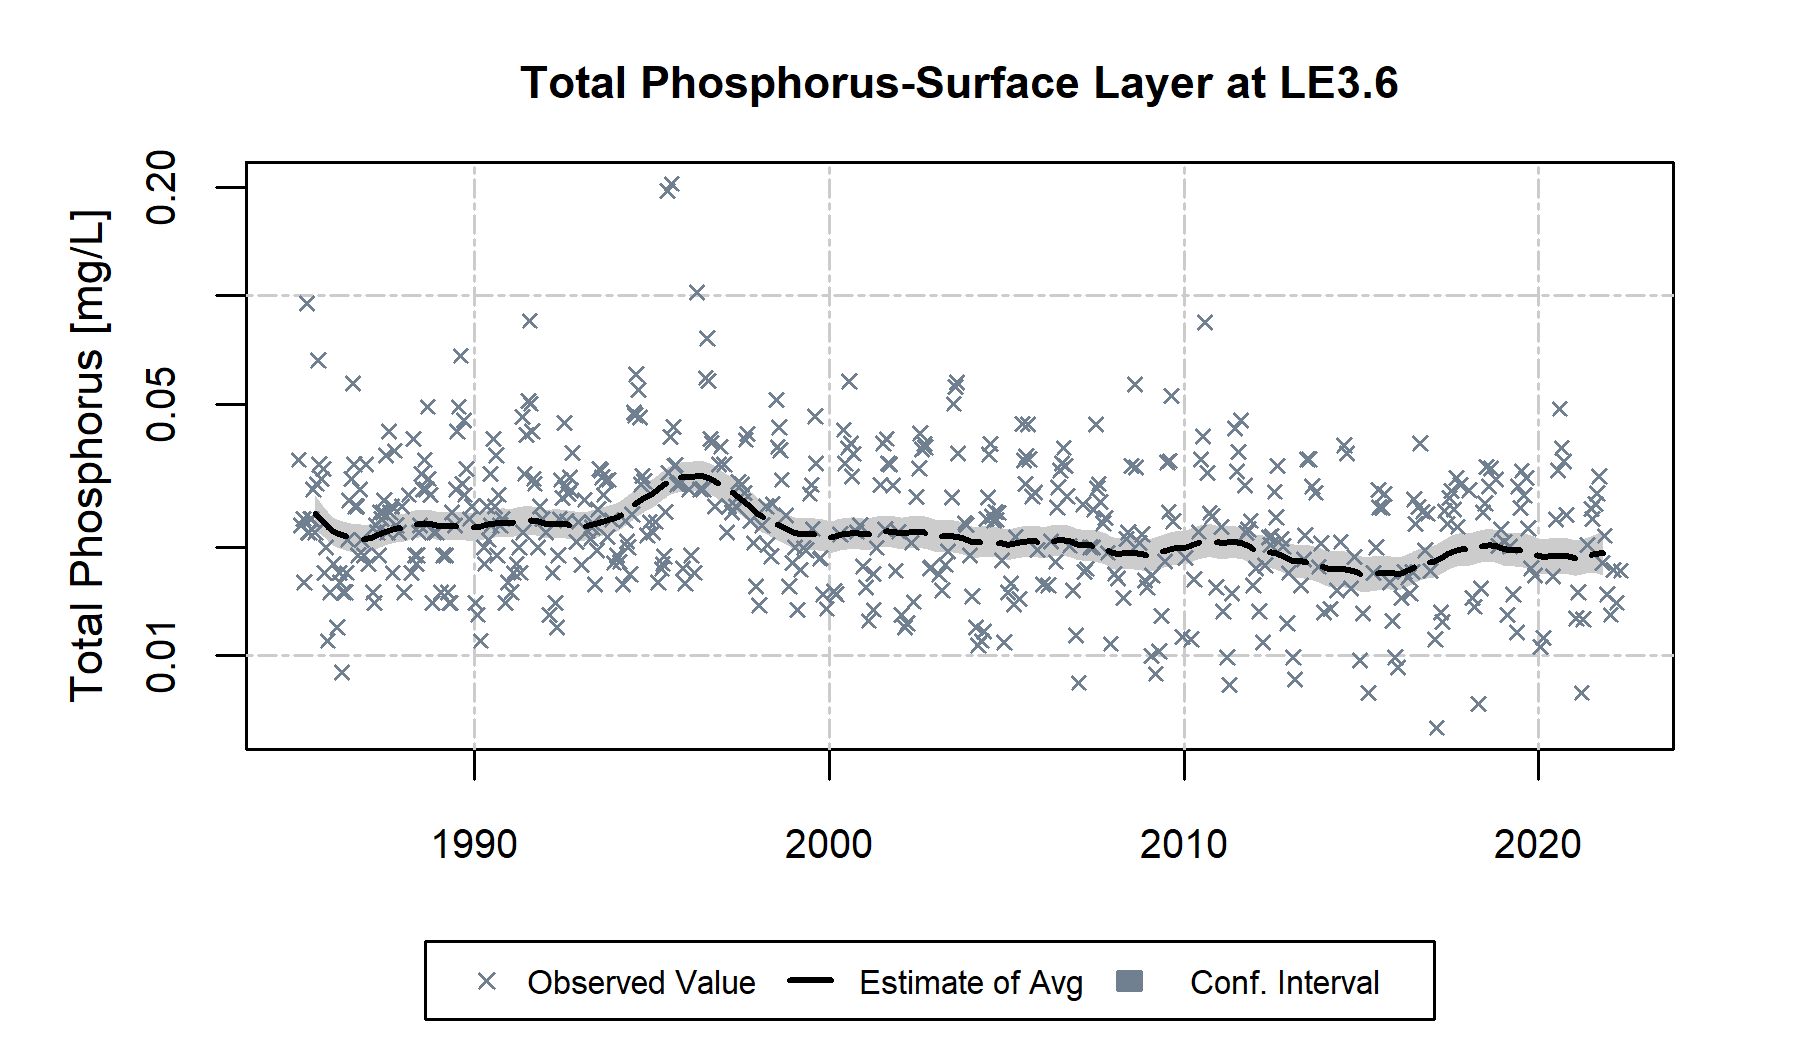 Total Phosphorus-Surface Layer at LE3.6
Total Phosphorus [mg/L]
0.20
0.05
0.01
1990 2000 2010 2020
Observed Value Estimate of Avg Conf. Interval